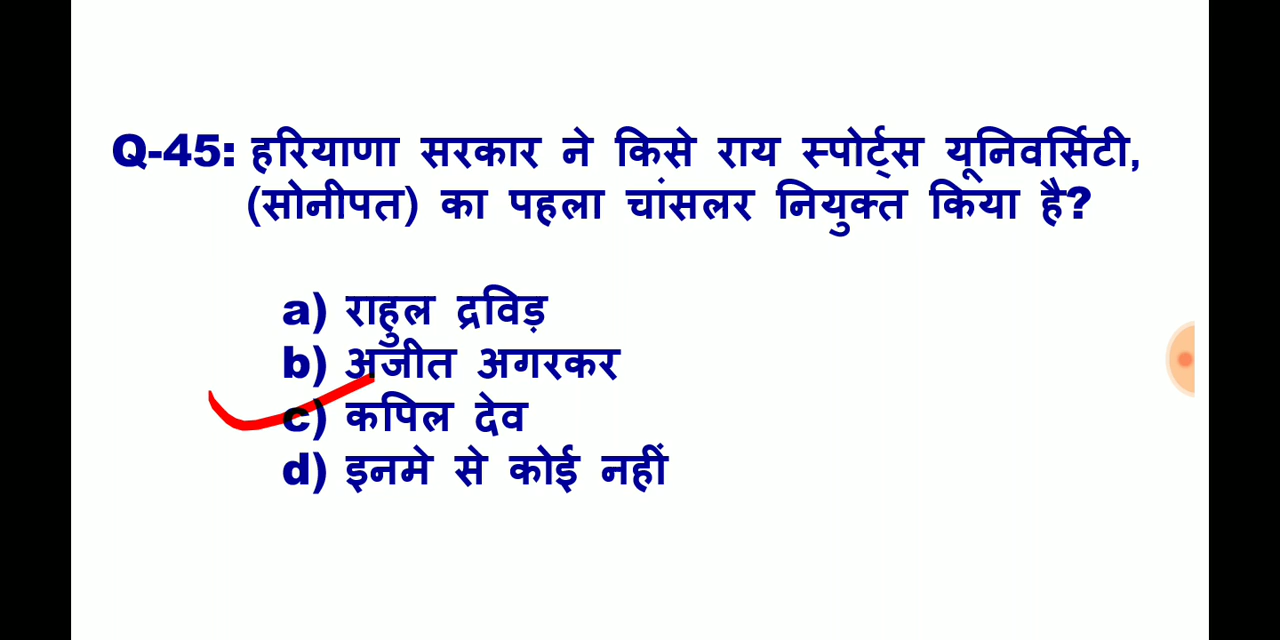 Q-45: हरियाणा सरकार ने किसे राय स्पोर्ट्स यूनिवर्सिटी,
(सोनीपत) का पहला चांसलर नियुक्त किया है?
a) राहुल द्रविड़
b) अजीत अगरकर
c) कपिल देव
d) इनमे से कोई नहीं